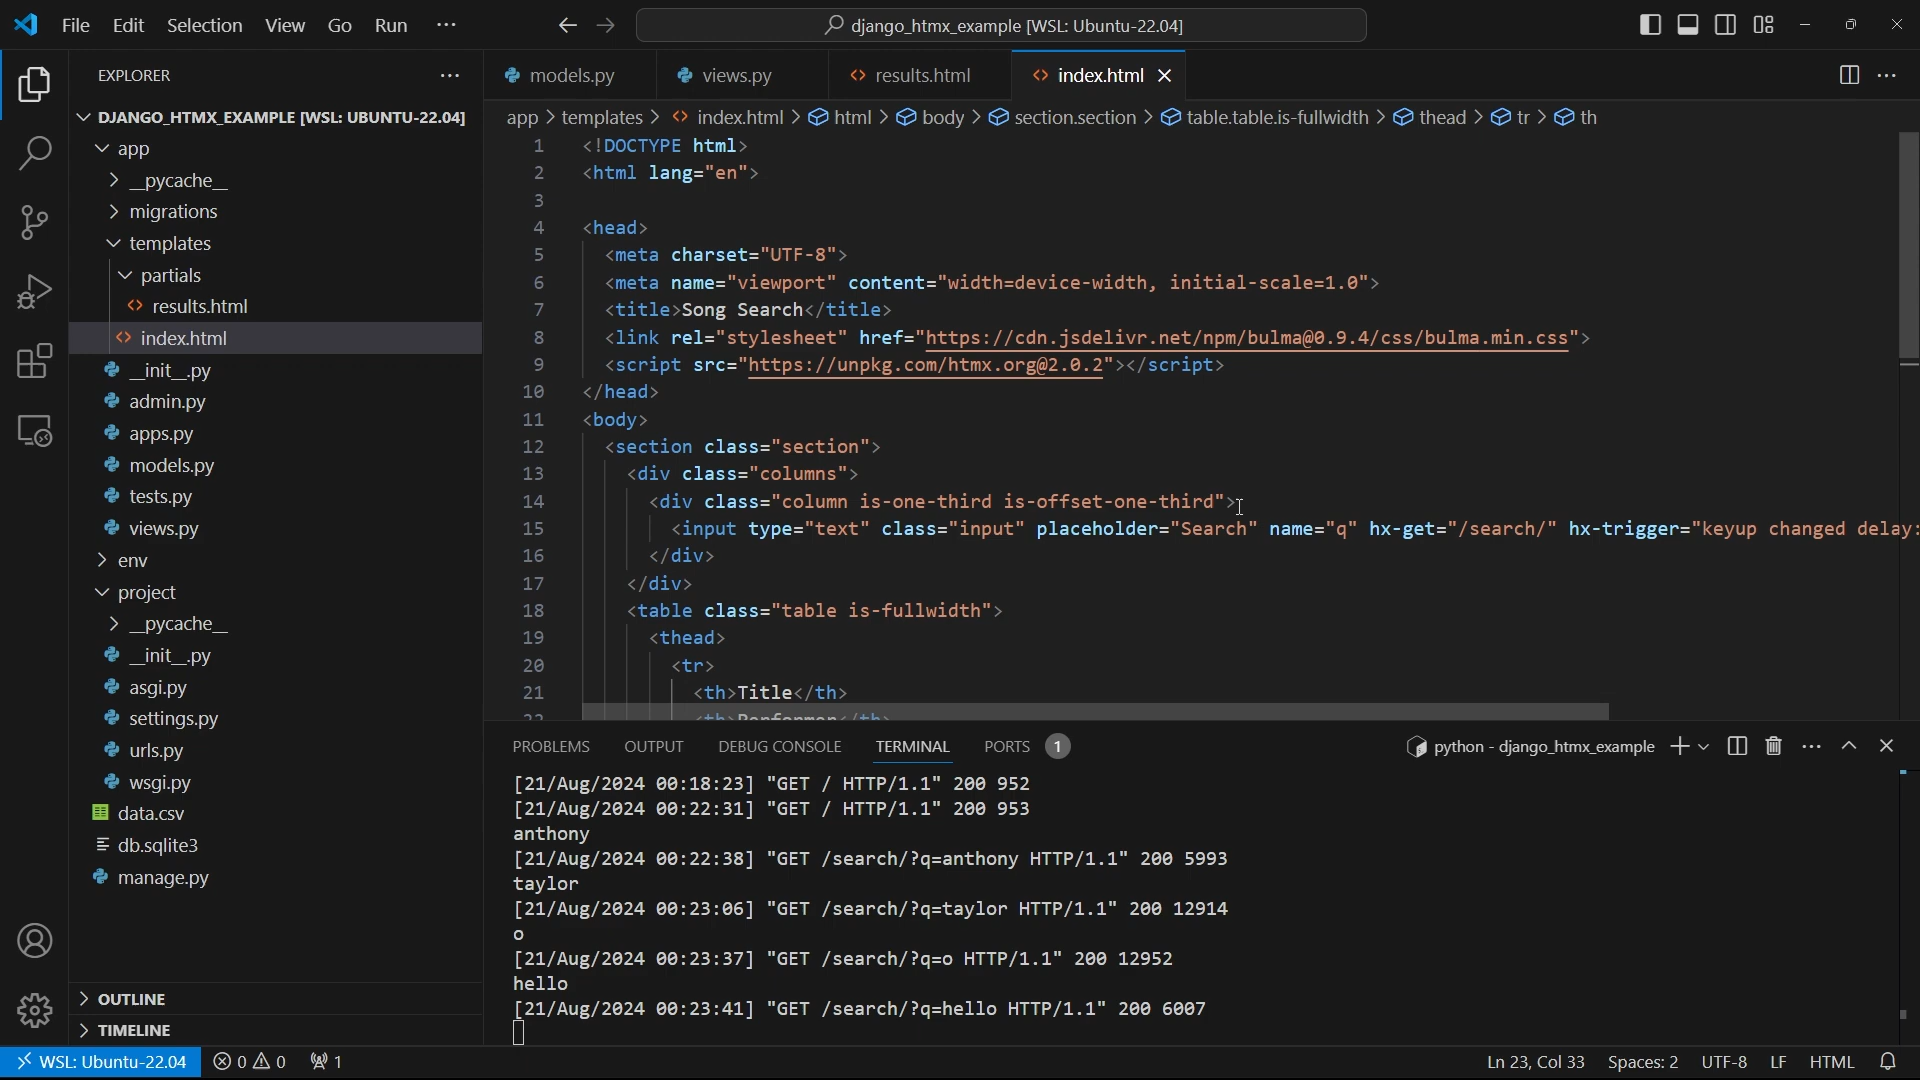 File Edit Selection View Go Run ···
django_htmx_example [WSL: Ubuntu-22.04]
EXPLORER
DJANGO_HTMX_EXAMPLE [WSL: UBUNTU-22.04]
app
__pycache__
migrations
templates
partials
results.html
index.html
__init__.py
admin.py
apps.py
models.py
tests.py
views.py
env
project
__pycache__
__init__.py
asgi.py
settings.py
urls.py
wsgi.py
data.csv
db.sqlite3
manage.py
OUTLINE
TIMELINE
models.py views.py results.html index.html
app > templates > index.html > html > body > section.section > table.table.is-fullwidth > thead > tr > th
1 <!DOCTYPE html>
2 <html lang="en">
3
4 <head>
5 <meta charset="UTF-8">
6 <meta name="viewport" content="width=device-width, initial-scale=1.0">
7 <title>Song Search</title>
8 <link rel="stylesheet" href="https://cdn.jsdelivr.net/npm/bulma@0.9.4/css/bulma.min.css">
9 <script src="https://unpkg.com/htmx.org@2.0.2"></script>
10 </head>
11 <body>
12 <section class="section">
13 <div class="columns">
14 <div class="column is-one-third is-offset-one-third">
15 <input type="text" class="input" placeholder="Search" name="q" hx-get="/search/" hx-trigger="keyup changed delay:
16 </div>
17 </div>
18 <table class="table is-fullwidth">
19 <thead>
20 <tr>
21 <th>Title</th>
22 <th>Performer</th>
PROBLEMS OUTPUT DEBUG CONSOLE TERMINAL PORTS 1
python - django_htmx_example
[21/Aug/2024 00:18:23] "GET / HTTP/1.1" 200 952
[21/Aug/2024 00:22:31] "GET / HTTP/1.1" 200 953
anthony
[21/Aug/2024 00:22:38] "GET /search/?q=anthony HTTP/1.1" 200 5993
taylor
[21/Aug/2024 00:23:06] "GET /search/?q=taylor HTTP/1.1" 200 12914
o
[21/Aug/2024 00:23:37] "GET /search/?q=o HTTP/1.1" 200 12952
hello
[21/Aug/2024 00:23:41] "GET /search/?q=hello HTTP/1.1" 200 6007
WSL: Ubuntu-22.04 0 0 1 Ln 23, Col 33 Spaces: 2 UTF-8 LF HTML